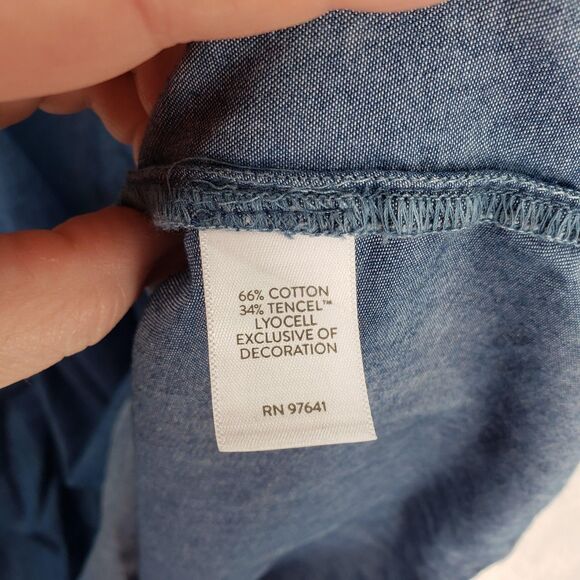 66% COTTON
34% TENCEL™
LYOCELL
EXCLUSIVE OF
DECORATION
RN 97641